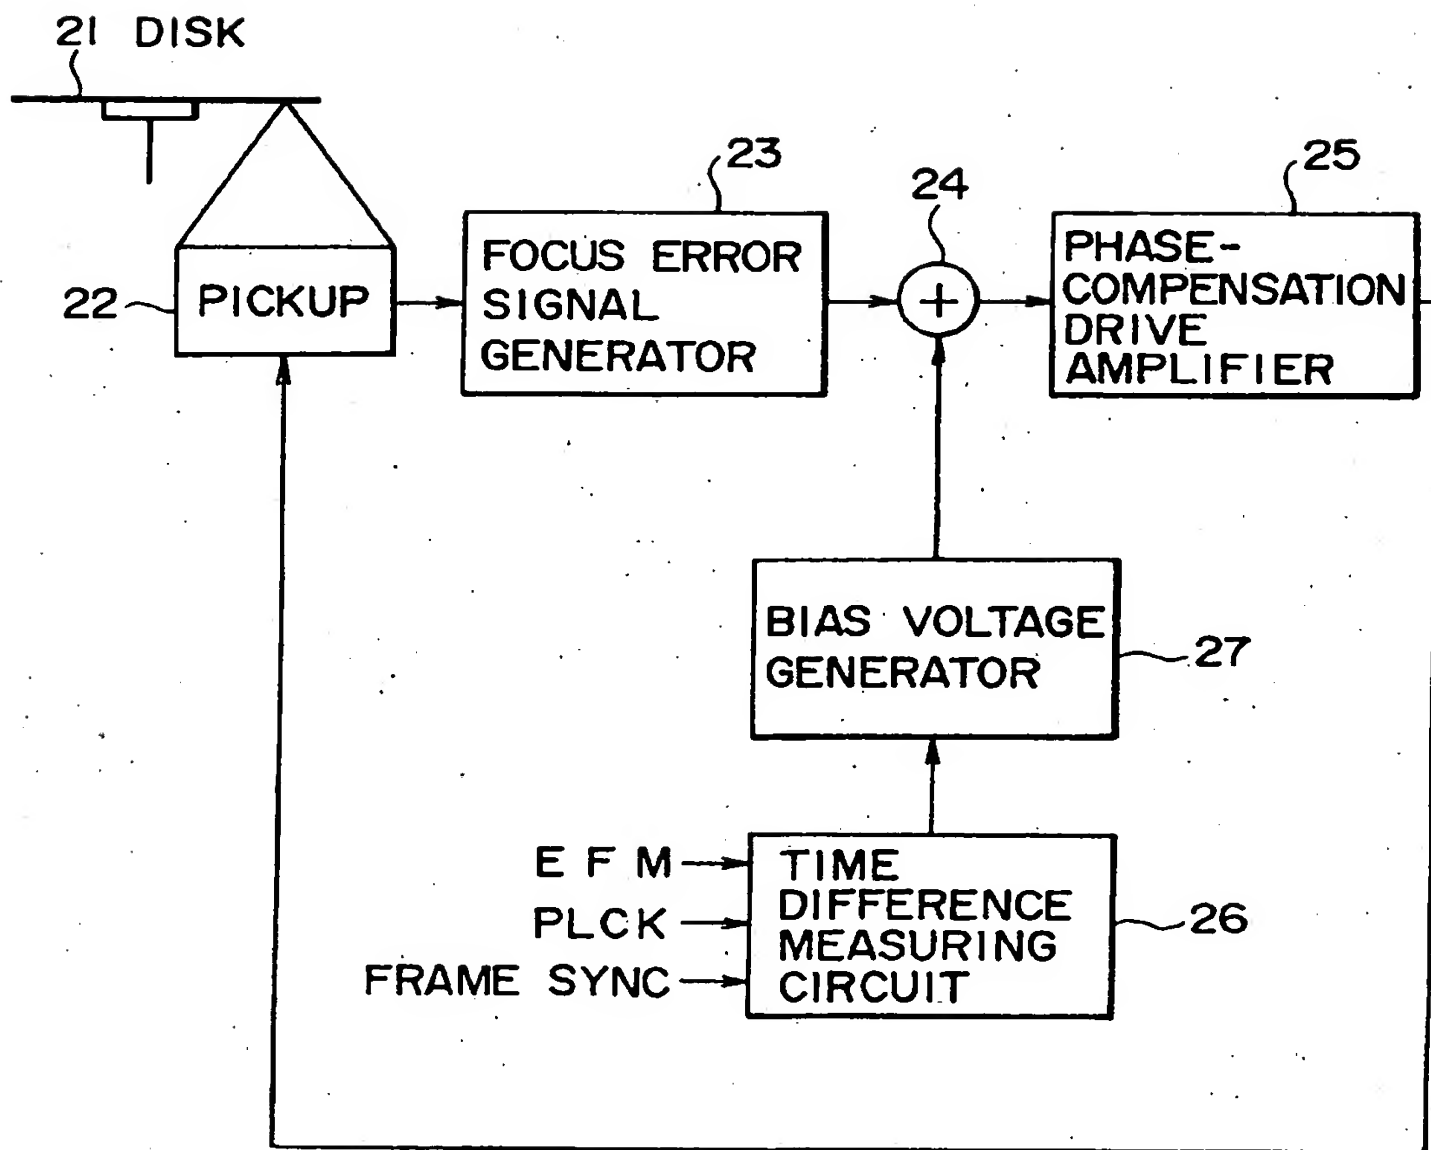 21 DISK
23
24
25
22
PICKUP
FOCUS ERROR
SIGNAL
GENERATOR
+
PHASE-
COMPENSATION
DRIVE
AMPLIFIER
BIAS VOLTAGE
GENERATOR
27
E F M
PLCK
FRAME SYNC
TIME
DIFFERENCE
MEASURING
CIRCUIT
26